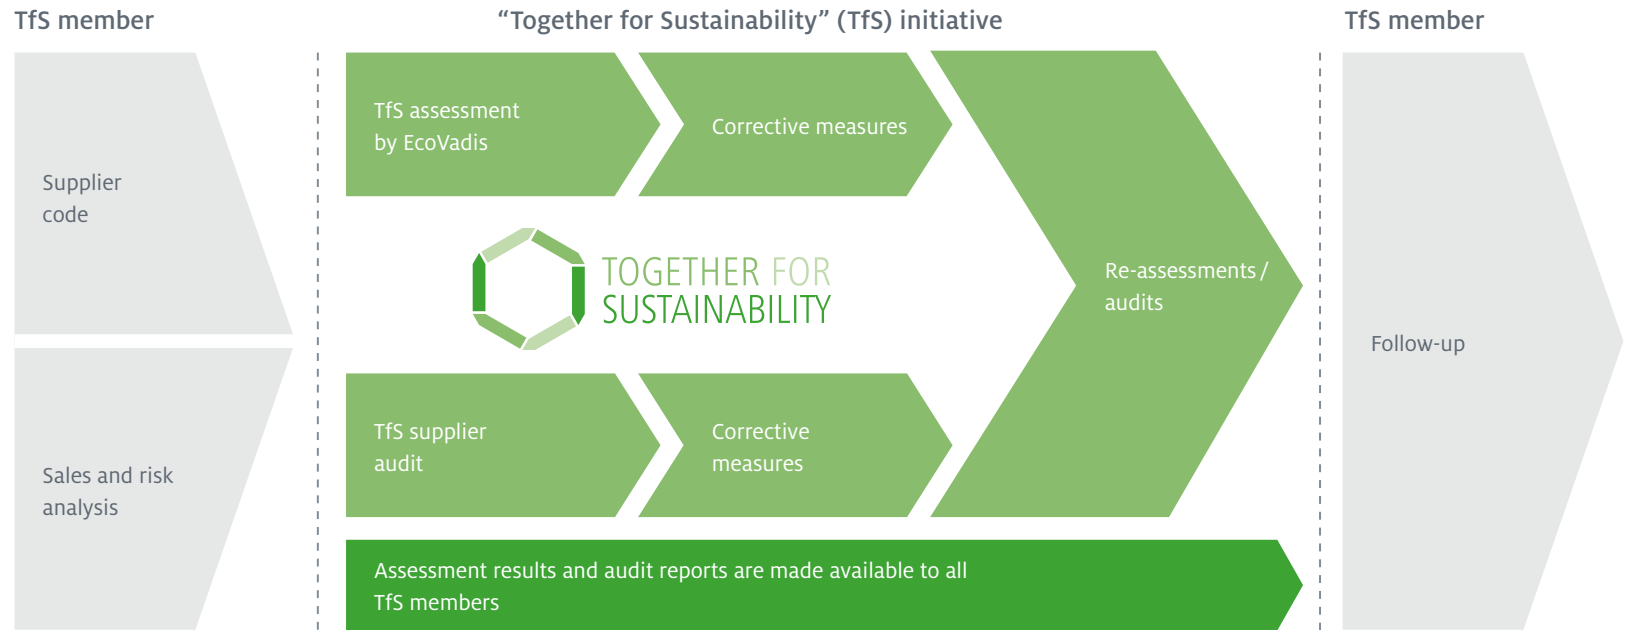 TfS member
“Together for Sustainability” (TfS) initiative
TfS member
Supplier
code
Sales and risk
analysis
TfS assessment
by EcoVadis
Corrective measures
TOGETHER FOR
SUSTAINABILITY
TfS supplier
audit
Corrective
measures
Re-assessments /
audits
Assessment results and audit reports are made available to all
TfS members
Follow-up